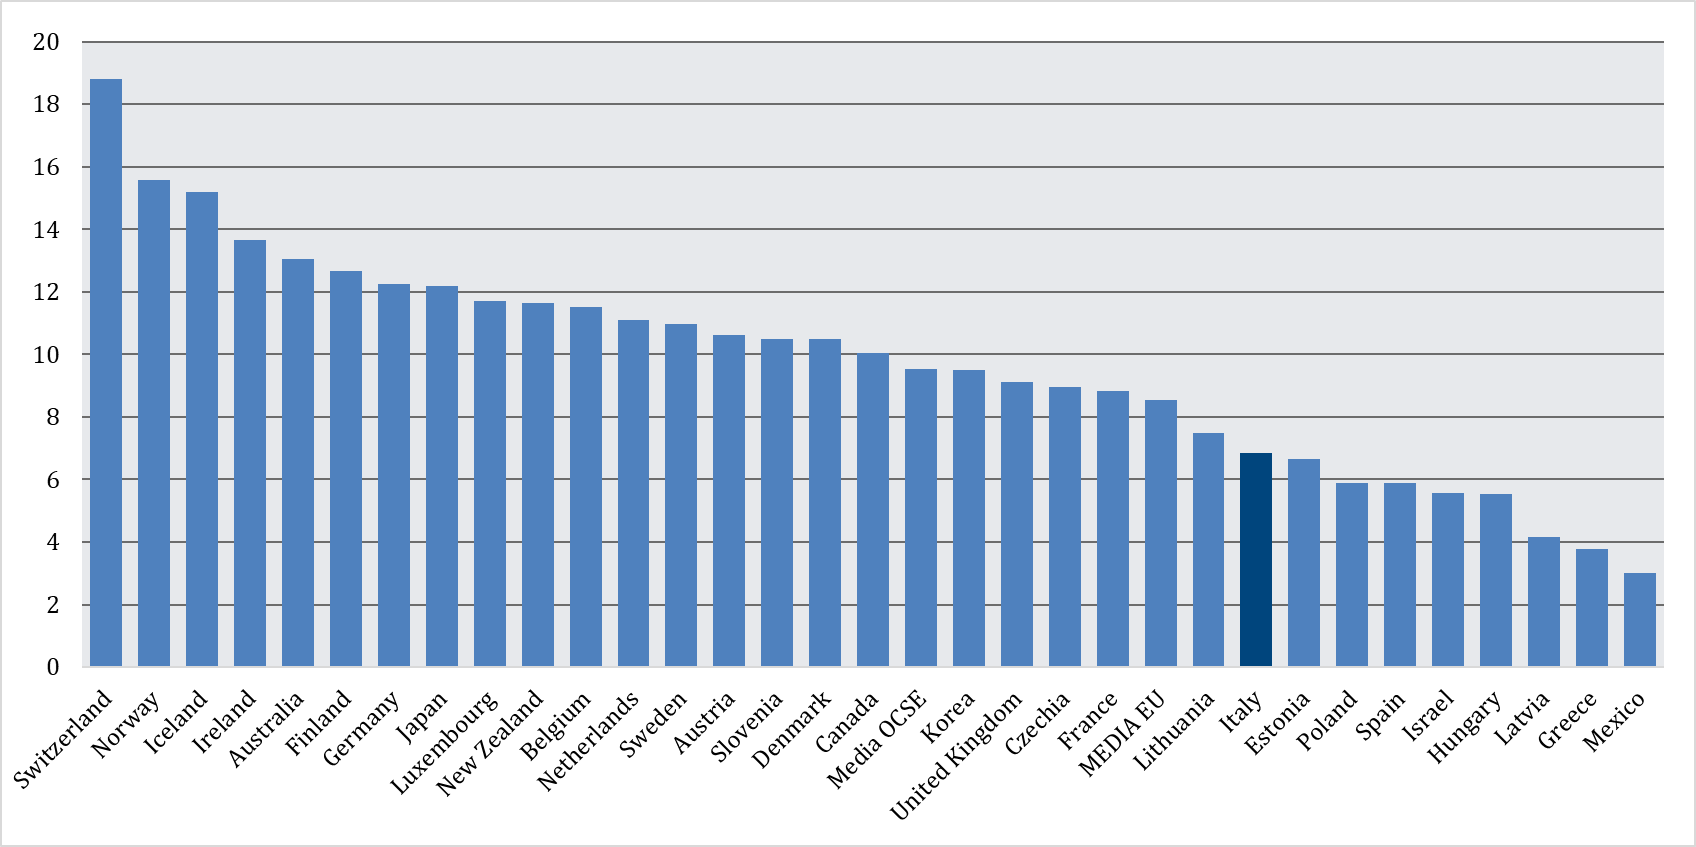 20
18
16
14
12
10
8
6
4
2
0
Switzerland
Norway
Iceland
Ireland
Australia
Finland
Germany
Japan
Luxembourg
New Zealand
Belgium
Netherlands
Sweden
Austria
Slovenia
Denmark
Canada
Media OCSE
Korea
United Kingdom
Czechia
France
MEDIA EU
Lithuania
Italy
Estonia
Poland
Spain
Israel
Hungary
Latvia
Greece
Mexico